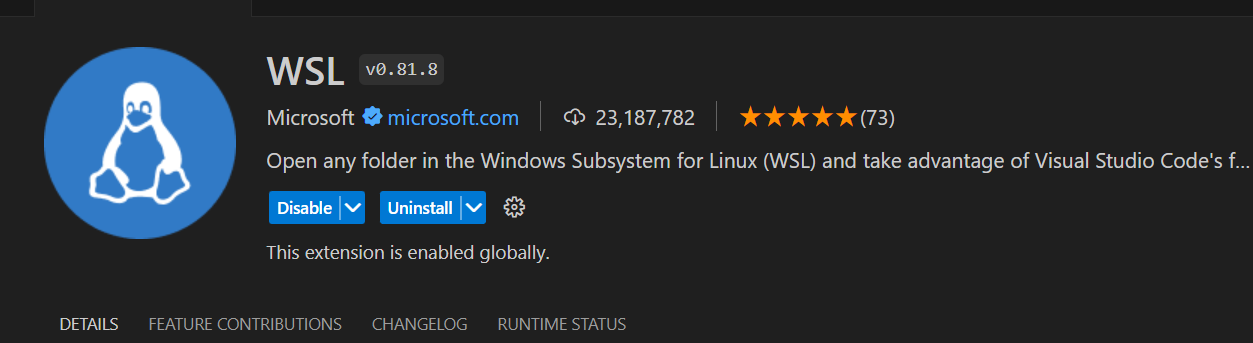 WSL v0.81.8
Microsoft microsoft.com 23,187,782 (73)
Open any folder in the Windows Subsystem for Linux (WSL) and take advantage of Visual Studio Code's f...
Disable Uninstall
This extension is enabled globally.
DETAILS FEATURE CONTRIBUTIONS CHANGELOG RUNTIME STATUS